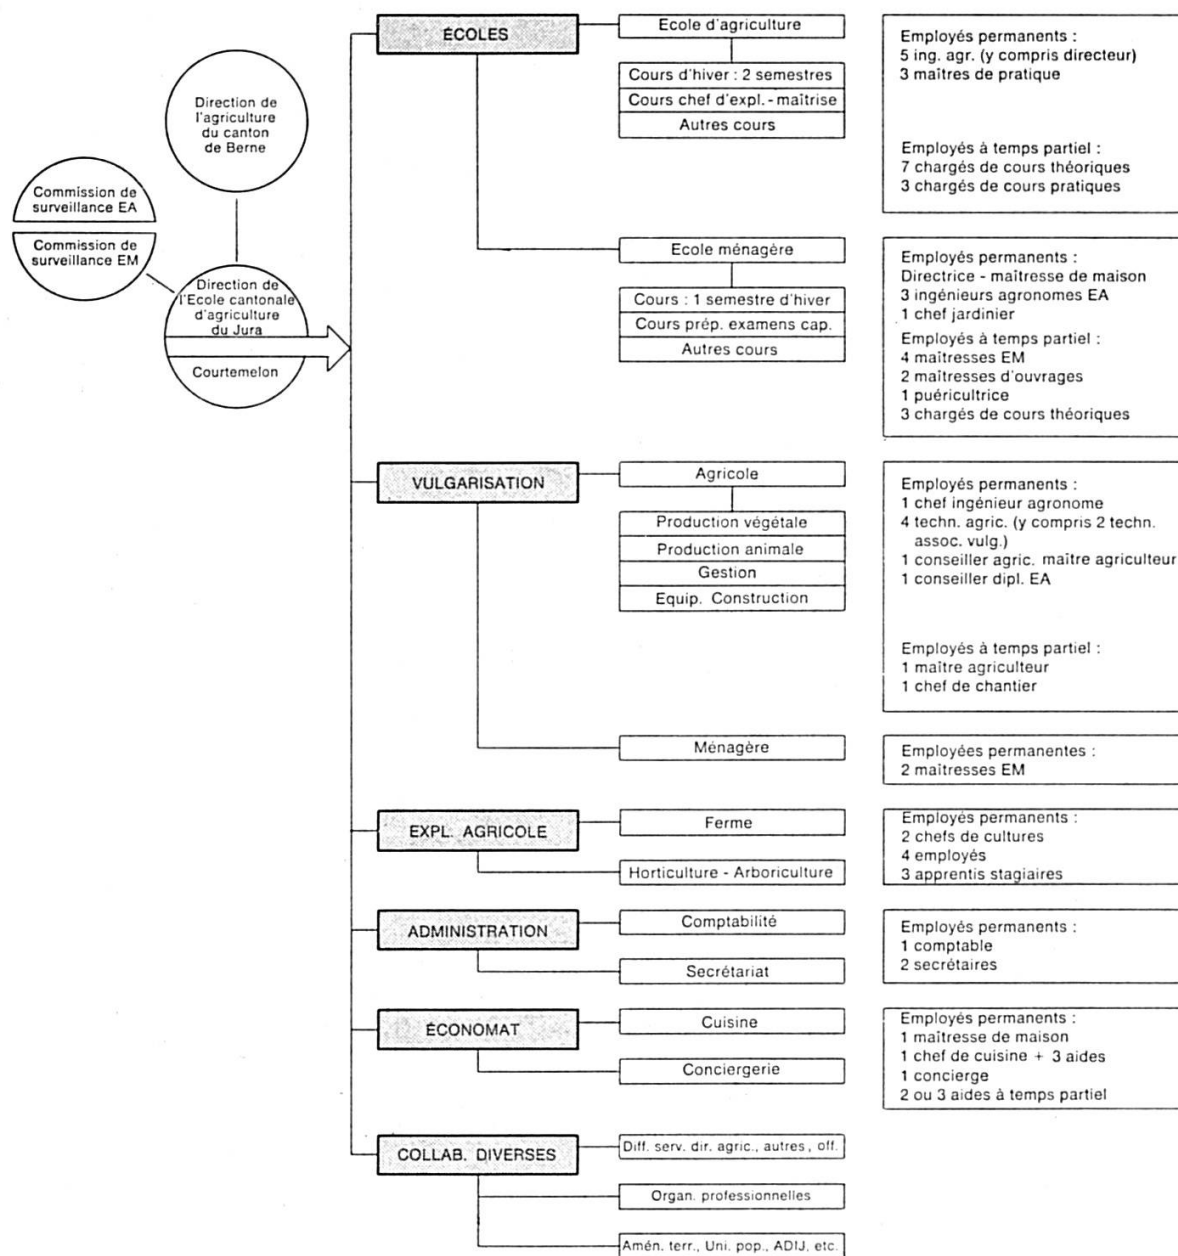 Direction de
l'agriculture
du canton
de Berne
Commission de
surveillance EA
Commission de
surveillance EM
Direction de
l'Ecole cantonale
d'agriculture
du Jura
Courtemelon
ÉCOLES
Ecole d'agriculture
Cours d'hiver : 2 semestres
Cours chef d'expl. - maîtrise
Autres cours
Employés permanents :
5 ing. agr. (y compris directeur)
3 maîtres de pratique
Employés à temps partiel :
7 chargés de cours théoriques
3 chargés de cours pratiques
Ecole ménagère
Cours : 1 semestre d'hiver
Cours prép. examens cap.
Autres cours
Employés permanents :
Directrice - maîtresse de maison
3 ingénieurs agronomes EA
1 chef jardinier
Employés à temps partiel :
4 maîtresses EM
2 maîtresses d'ouvrages
1 puéricultrice
3 chargés de cours théoriques
VULGARISATION
Agricole
Production végétale
Production animale
Gestion
Equip. Construction
Employés permanents :
1 chef ingénieur agronome
4 techn. agric. (y compris 2 techn.
assoc. vulg.)
1 conseiller agric. maître agriculteur
1 conseiller dipl. EA
Employés à temps partiel :
1 maître agriculteur
1 chef de chantier
Ménagère
Employées permanentes :
2 maîtresses EM
EXPL. AGRICOLE
Ferme
Horticulture - Arboriculture
Employés permanents :
2 chefs de cultures
4 employés
3 apprentis stagiaires
ADMINISTRATION
Comptabilité
Secrétariat
Employés permanents :
1 comptable
2 secrétaires
ÉCONOMAT
Cuisine
Conciergerie
Employés permanents :
1 maîtresse de maison
1 chef de cuisine + 3 aides
1 concierge
2 ou 3 aides à temps partiel
COLLAB. DIVERSES
Diff. serv. dir. agric., autres, off.
Organ. professionnelles
Amén. terr., Uni. pop., ADIJ, etc.